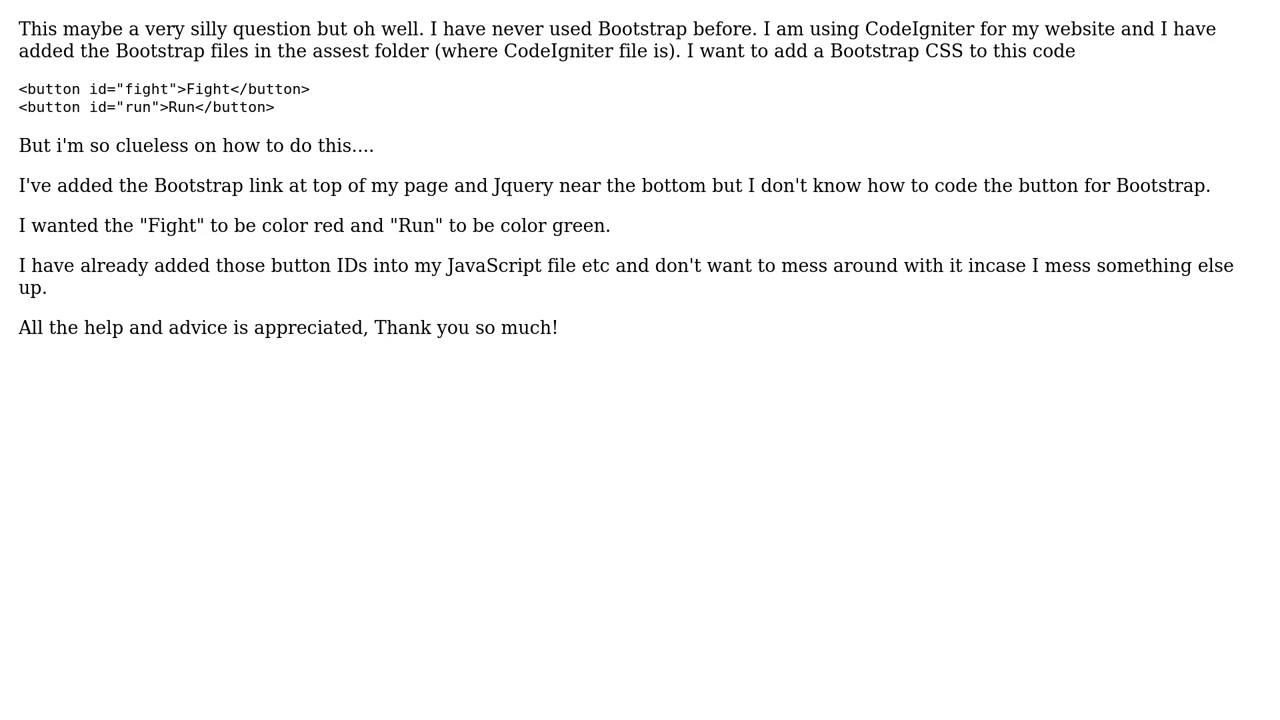 This maybe a very silly question but oh well. I have never used Bootstrap before. I am using CodeIgniter for my website and I have
added the Bootstrap files in the assest folder (where CodeIgniter file is). I want to add a Bootstrap CSS to this code
<button id="fight">Fight</button>
<button id="run">Run</button>
But i'm so clueless on how to do this....
I've added the Bootstrap link at top of my page and Jquery near the bottom but I don't know how to code the button for Bootstrap.
I wanted the "Fight" to be color red and "Run" to be color green.
I have already added those button IDs into my JavaScript file etc and don't want to mess around with it incase I mess something else
up.
All the help and advice is appreciated, Thank you so much!